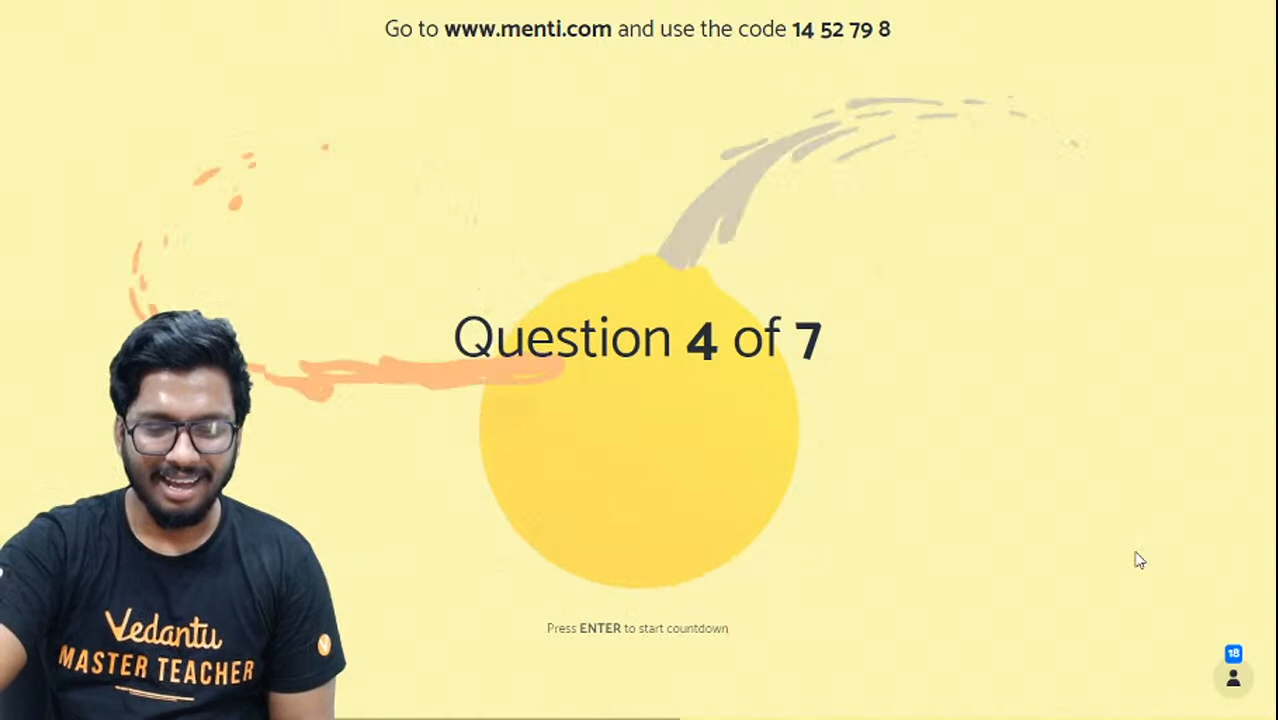 Go to www.menti.com and use the code 14 52 79 8
Question 4 of 7
Vedantu
MASTER TEACHER
V
Press ENTER to start countdown
18